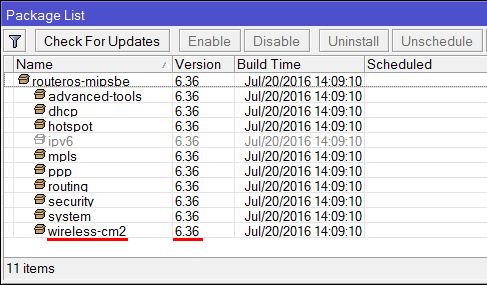 Package List
Check For Updates Enable Disable Uninstall Unschedule
Name Version Build Time Scheduled
routeros-mipsbe 6.36 Jul/20/2016 14:09:10
advanced-tools 6.36 Jul/20/2016 14:09:10
dhcp 6.36 Jul/20/2016 14:09:10
hotspot 6.36 Jul/20/2016 14:09:10
ipv6 6.36 Jul/20/2016 14:09:10
mpls 6.36 Jul/20/2016 14:09:10
ppp 6.36 Jul/20/2016 14:09:10
routing 6.36 Jul/20/2016 14:09:10
security 6.36 Jul/20/2016 14:09:10
system 6.36 Jul/20/2016 14:09:10
wireless-cm2 6.36 Jul/20/2016 14:09:10
11 items